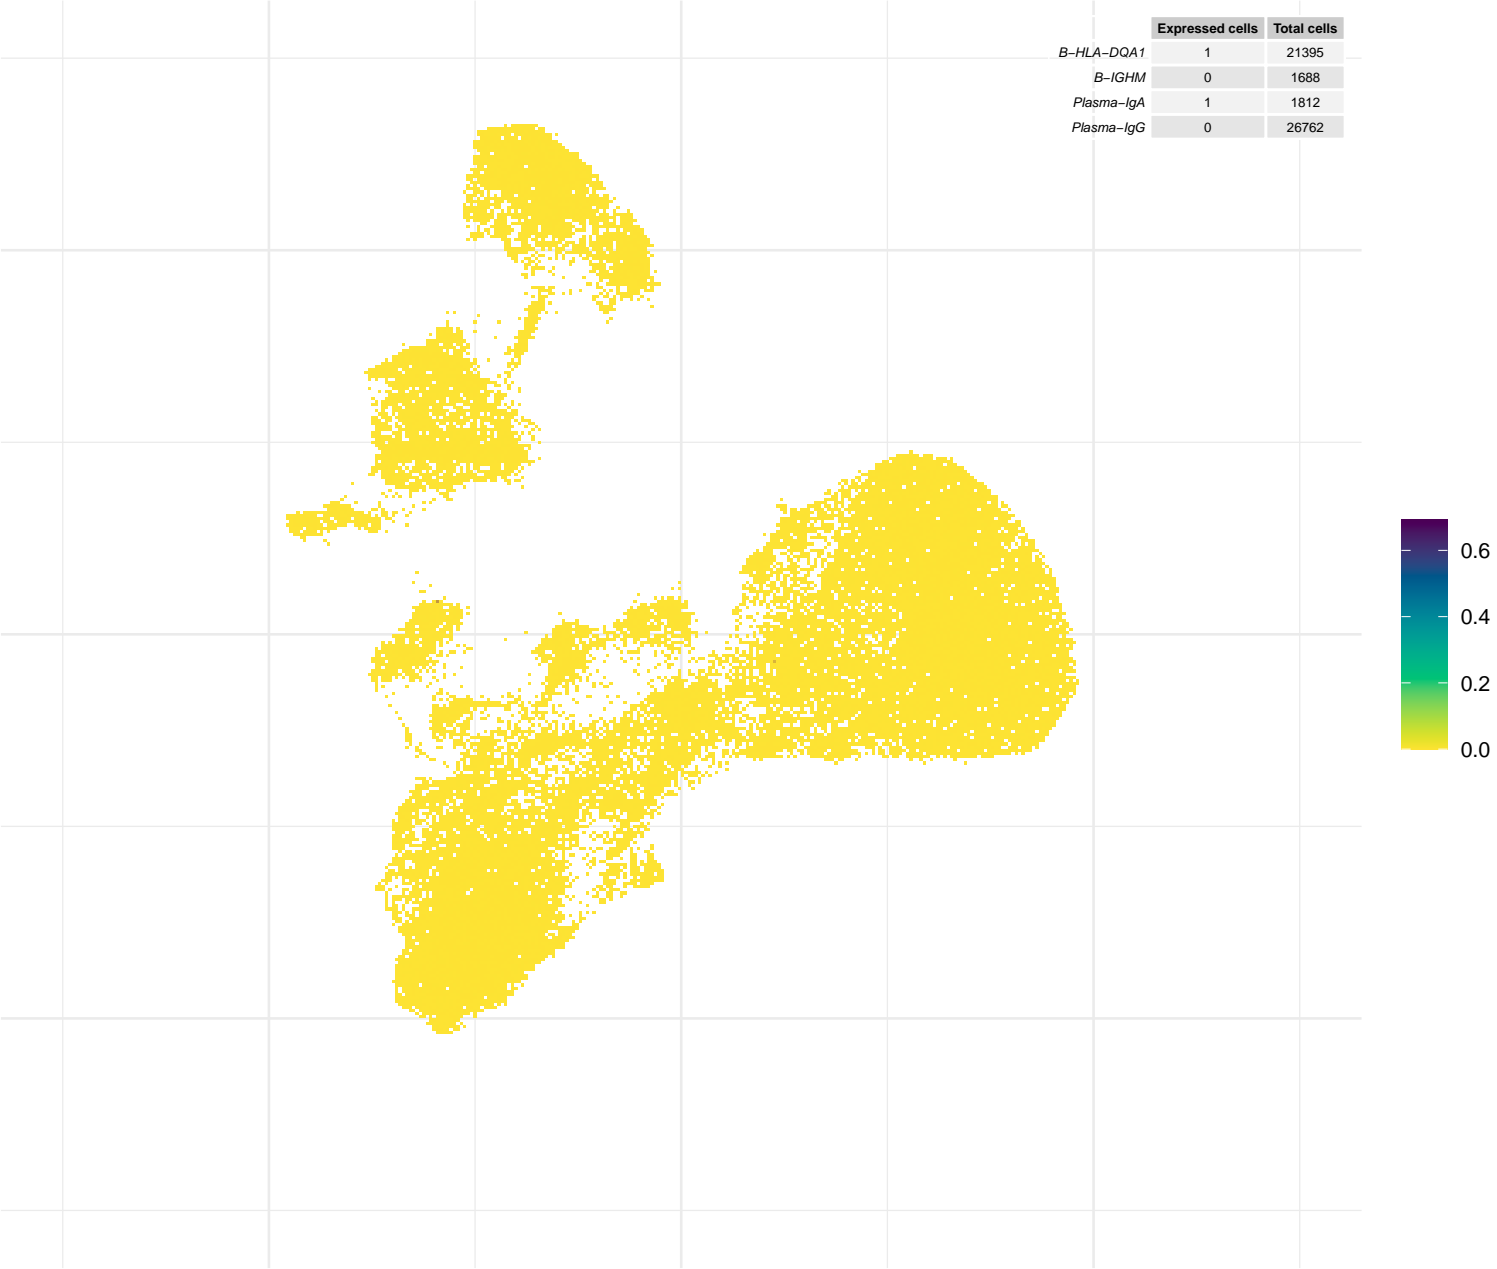 Expressed cells Total cells
B−HLA−DQA1 1 21395
B−IGHM 0 1688
Plasma−IgA 1 1812
Plasma−IgG 0 26762
0.6
0.4
0.2
0.0